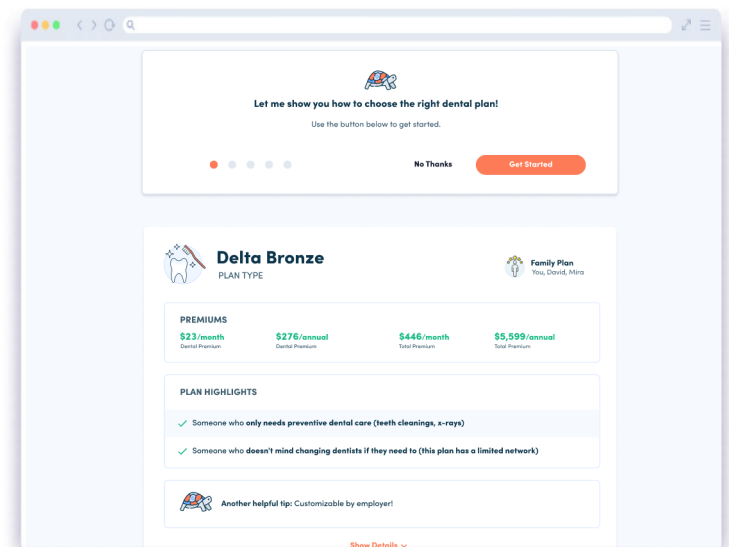 Let me show you how to choose the right dental plan!
Use the button below to get started.
No Thanks
Get Started
Delta Bronze
PLAN TYPE
Family Plan
You, David, Mira
PREMIUMS
$23/month
Dental Premium
$276/annual
Dental Premium
$446/month
Total Premium
$5,599/annual
Total Premium
PLAN HIGHLIGHTS
Someone who only needs preventive dental care (teeth cleanings, x-rays)
Someone who doesn't mind changing dentists if they need to (this plan has a limited network)
Another helpful tip: Customizable by employer!
Show Details